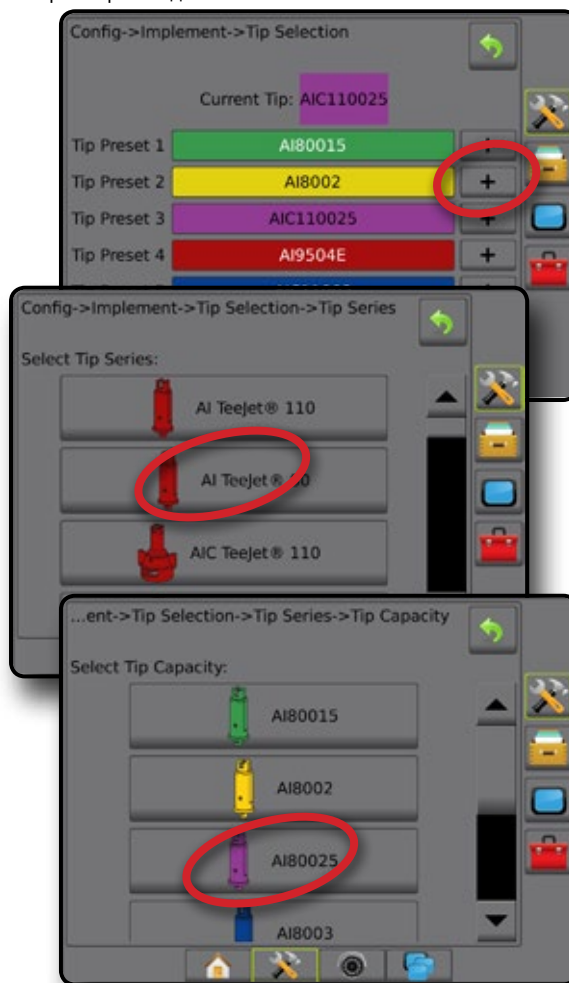 Config->Implement->Tip Selection
Current Tip: AIC110025
Tip Preset 1 AI80015 +
Tip Preset 2 AI8002 +
Tip Preset 3 AIC110025 +
Tip Preset 4 AI9504E +
Config->Implement->Tip Selection->Tip Series
Select Tip Series:
AI TeeJet® 110
AI TeeJet®
AIC TeeJet® 110
...ent->Tip Selection->Tip Series->Tip Capacity
Select Tip Capacity:
AI80015
AI8002
AI80025
AI8003